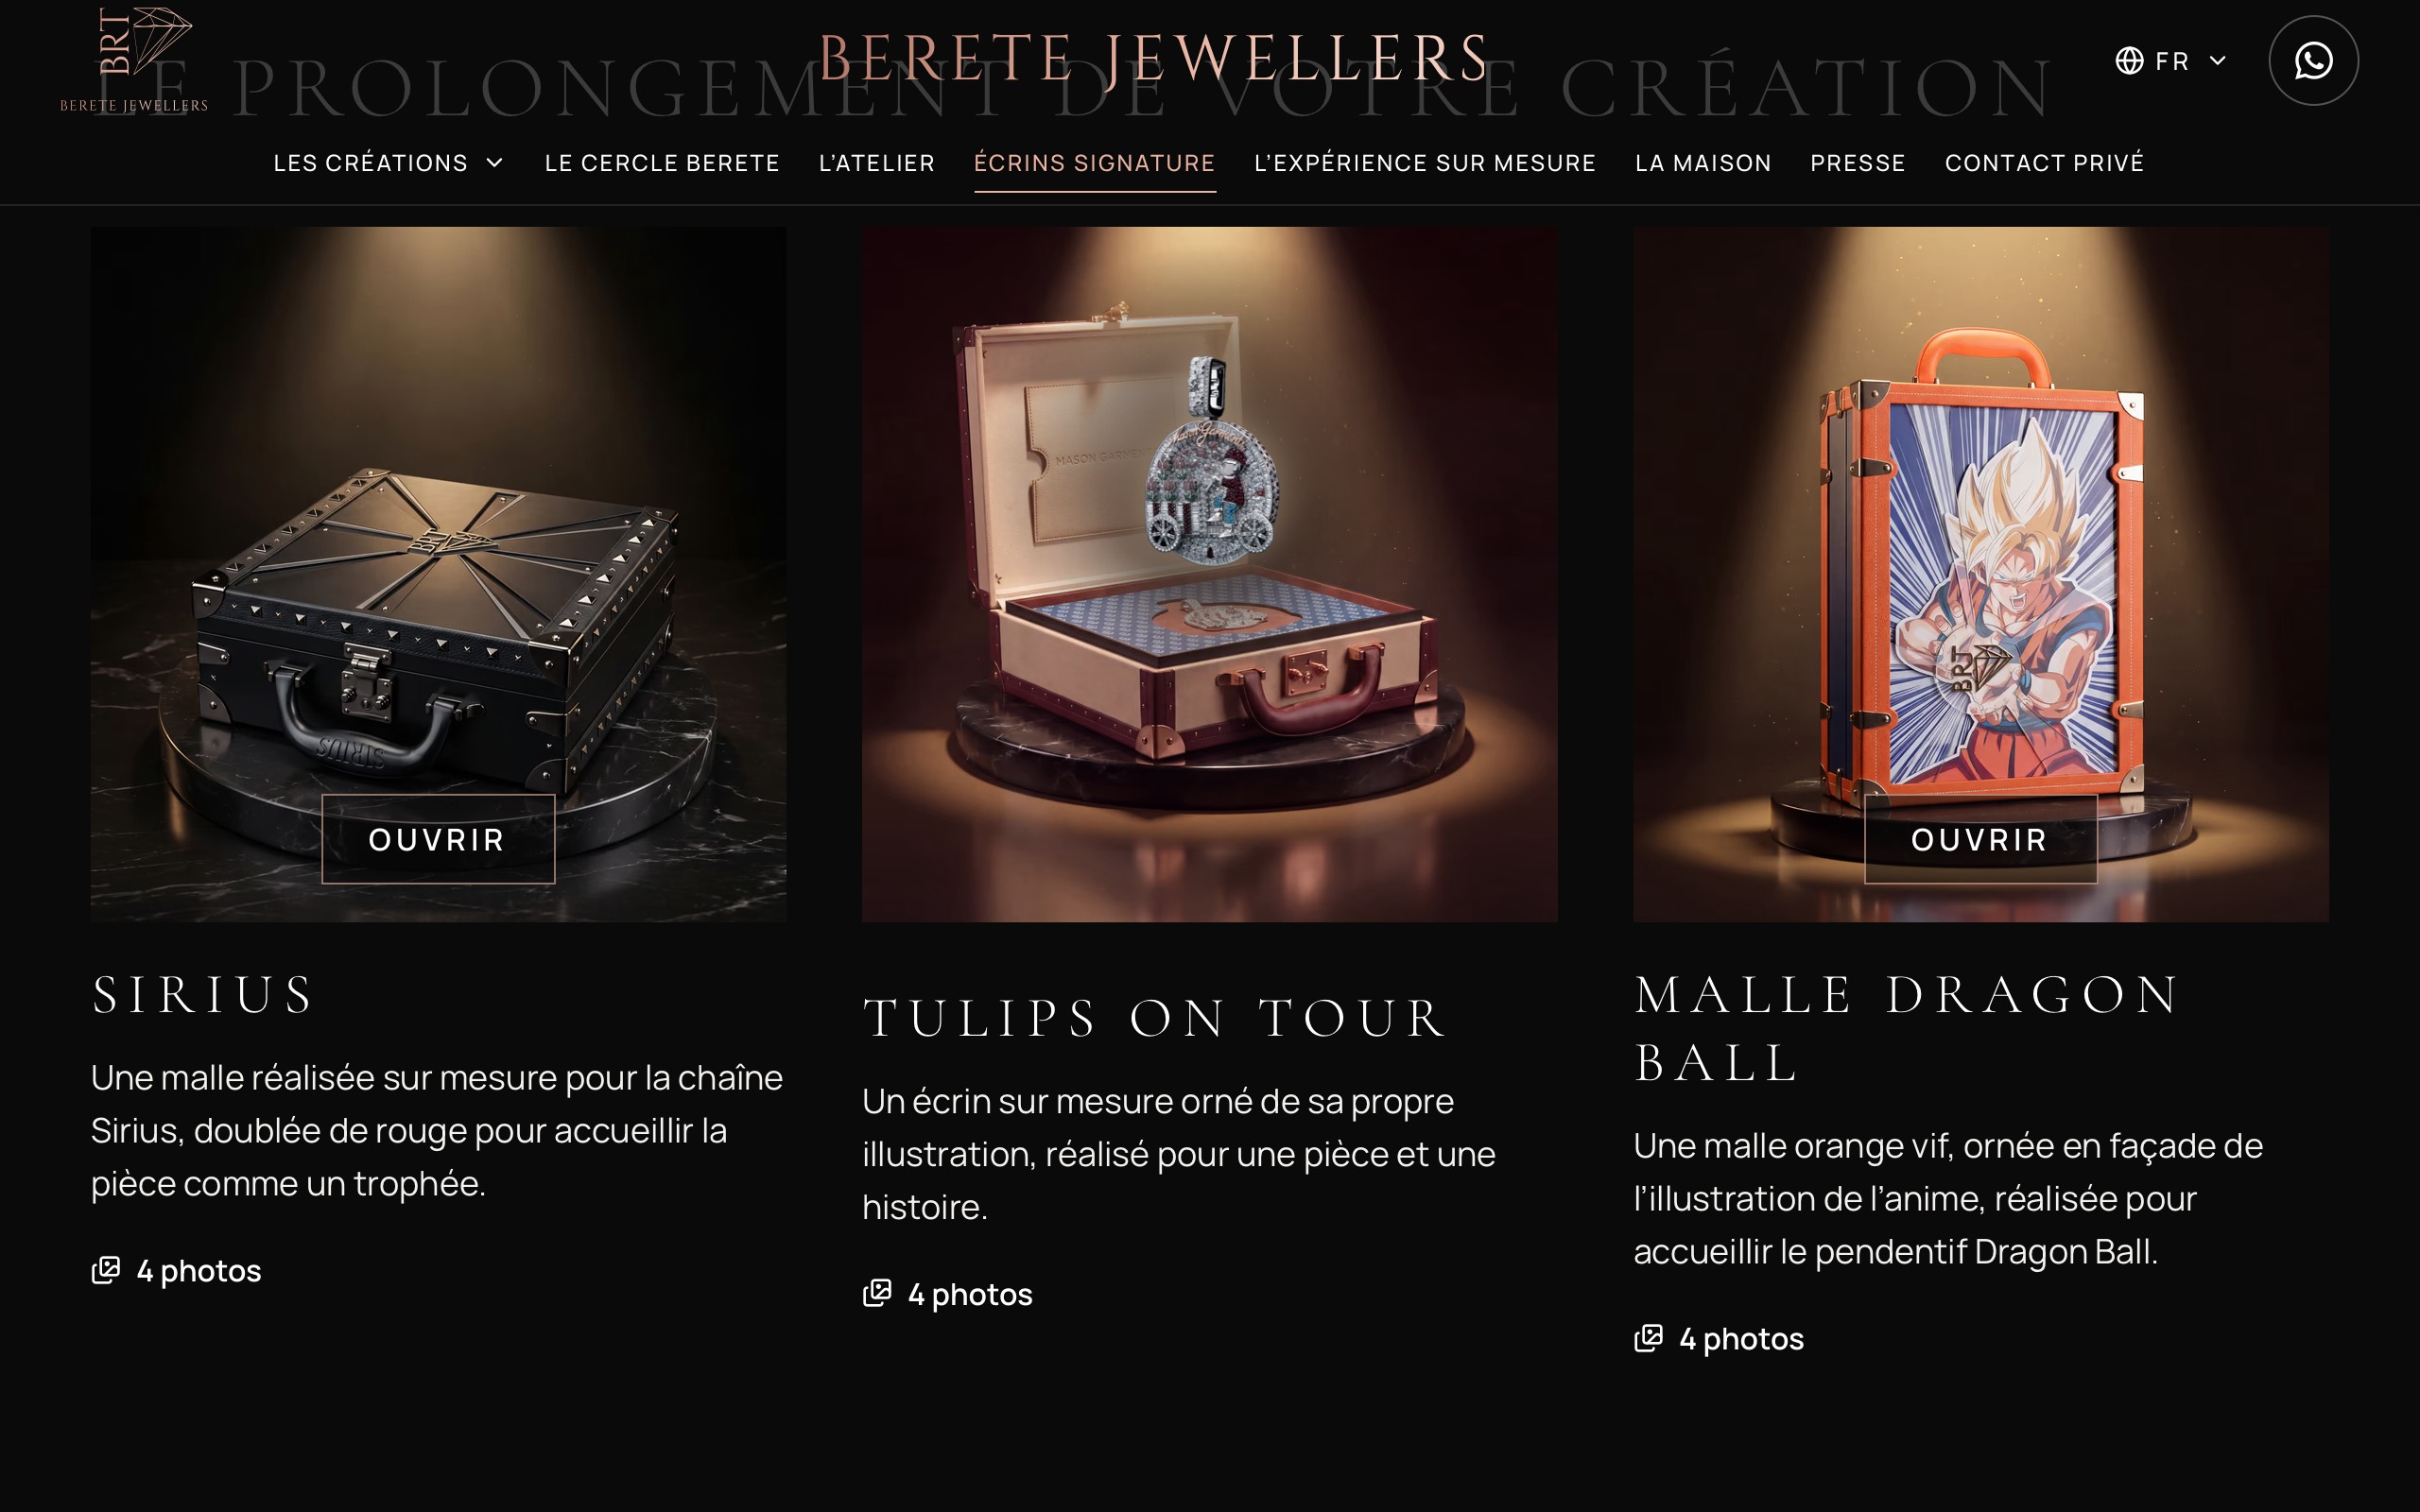 BRT
BERETE JEWELLERS
BERETE JEWELLERS
FR
LE PROLONGEMENT DE VOTRE CRÉATION
LES CRÉATIONS
LE CERCLE BERETE
L’ATELIER
ÉCRINS SIGNATURE
L’EXPÉRIENCE SUR MESURE
LA MAISON
PRESSE
CONTACT PRIVÉ
BRT
SIRIUS
OUVRIR
MASON GARMEN
BRT
OUVRIR
SIRIUS
Une malle réalisée sur mesure pour la chaîne
Sirius, doublée de rouge pour accueillir la
pièce comme un trophée.
4 photos
TULIPS ON TOUR
Un écrin sur mesure orné de sa propre
illustration, réalisé pour une pièce et une
histoire.
4 photos
MALLE DRAGON
BALL
Une malle orange vif, ornée en façade de
l’illustration de l’anime, réalisée pour
accueillir le pendentif Dragon Ball.
4 photos